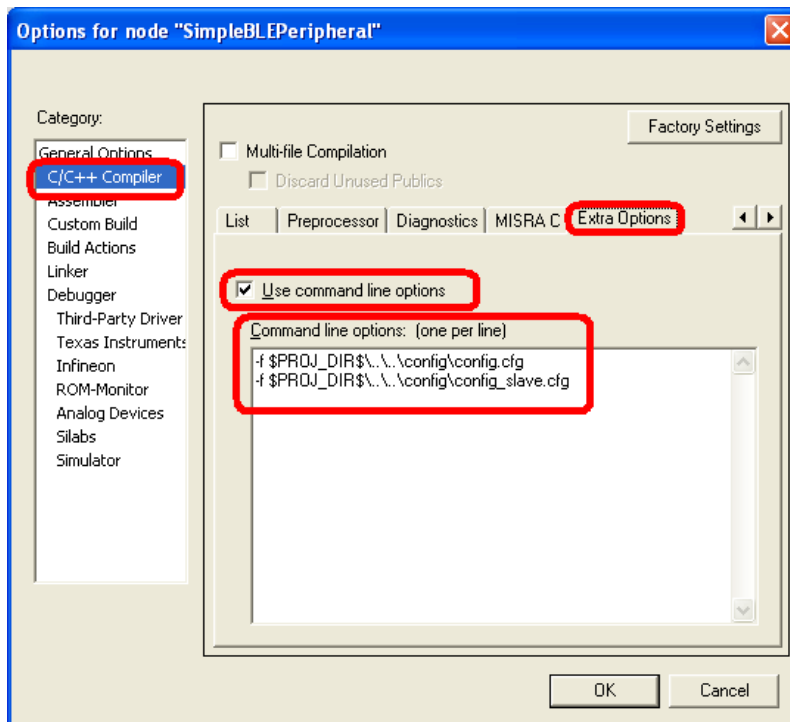 Options for node "SimpleBLEPeripheral"
Category:
Factory Settings
General Options
C/C++ Compiler
Assembler
Custom Build
Build Actions
Linker
Debugger
Third-Party Driver
Texas Instruments
Infineon
ROM-Monitor
Analog Devices
Silabs
Simulator
Multi-file Compilation
Discard Unused Publics
List Preprocessor Diagnostics MISRA C Extra Options
Use command line options
Command line options: (one per line)
-f $PROJ_DIR$\..\..\config\config.cfg
-f $PROJ_DIR$\..\..\config\config_slave.cfg
OK Cancel